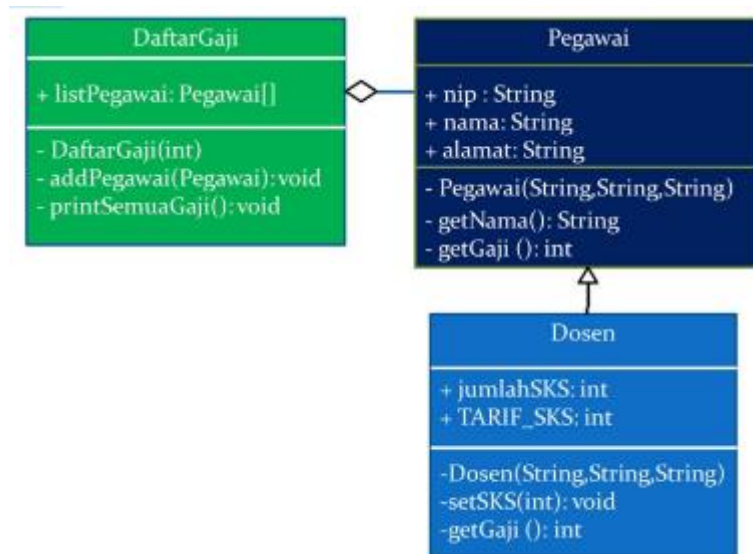 DaftarGaji
+ listPegawai: Pegawai[]
- DaftarGaji(int)
- addPegawai(Pegawai): void
- printSemuaGaji(): void
Pegawai
+ nip : String
+ nama: String
+ alamat: String
- Pegawai(String,String,String)
- getNama(): String
- getGaji (): int
Dosen
+ jumlahSKS: int
+ TARIF_SKS: int
-Dosen(String,String,String)
-setSKS(int): void
-getGaji (): int